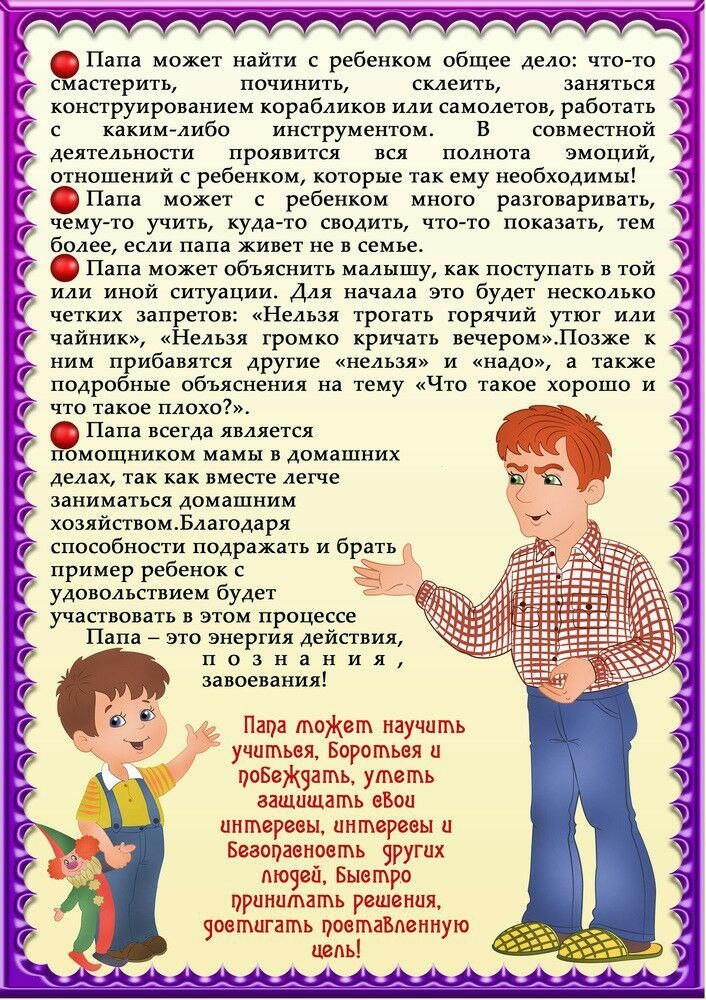 Папа может найти с ребенком общее дело: что-то
смастерить, починить, склеить, заняться
конструированием корабликов или самолетов, работать
с каким-либо инструментом. В совместной
деятельности проявится вся полнота эмоций,
отношений с ребенком, которые так ему необходимы!
Папа может с ребенком много разговаривать,
чему-то учить, куда-то сводить, что-то показать, тем
более, если папа живет не в семье.
Папа может объяснить малышу, как поступать в той
или иной ситуации. Для начала это будет несколько
четких запретов: «Нельзя трогать горячий утюг или
чайник», «Нельзя громко кричать вечером».Позже к
ним прибавятся другие «нельзя» и «надо», а также
подробные объяснения на тему «Что такое хорошо и
что такое плохо?».
Папа всегда является
помощником мамы в домашних
делах, так как вместе легче
заниматься домашним
хозяйством.Благодаря
способности подражать и брать
пример ребенок с
удовольствием будет
участвовать в этом процессе
Папа – это энергия действия,
познания,
завоевания!
Папа может научить
учиться, бороться и
побеждать, уметь
защищать свои
интересы, интересы и
безопасность других
людей, быстро
принимать решения,
достигать поставленную
цель!